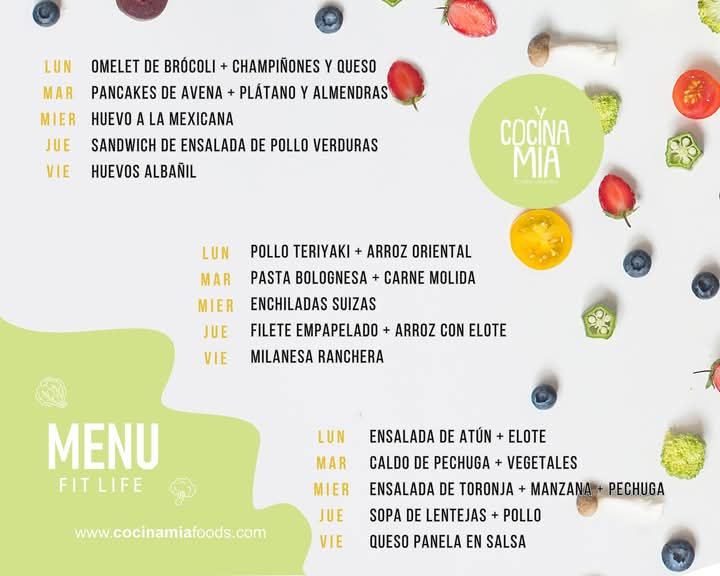 LUN OMELET DE BRÓCOLI + CHAMPIÑONES Y QUESO
MAR PANCAKES DE AVENA + PLÁTANO Y ALMENDRAS
MIER HUEVO A LA MEXICANA
JUE SANDWICH DE ENSALADA DE POLLO VERDURAS
VIE HUEVOS ALBAÑIL
COCINA
MIA
LUN POLLO TERIYAKI + ARROZ ORIENTAL
MAR PASTA BOLOGNESA + CARNE MOLIDA
MIER ENCHILADAS SUIZAS
JUE FILETE EMPAPELADO + ARROZ CON ELOTE
VIE MILANESA RANCHERA
LUN ENSALADA DE ATÚN + ELOTE
MAR CALDO DE PECHUGA + VEGETALES
MIER ENSALADA DE TORONJA + MANZANA + PECHUGA
JUE SOPA DE LENTEJAS + POLLO
VIE QUESO PANELA EN SALSA
MENU
FIT LIFE
www.cocinamiafoods.com